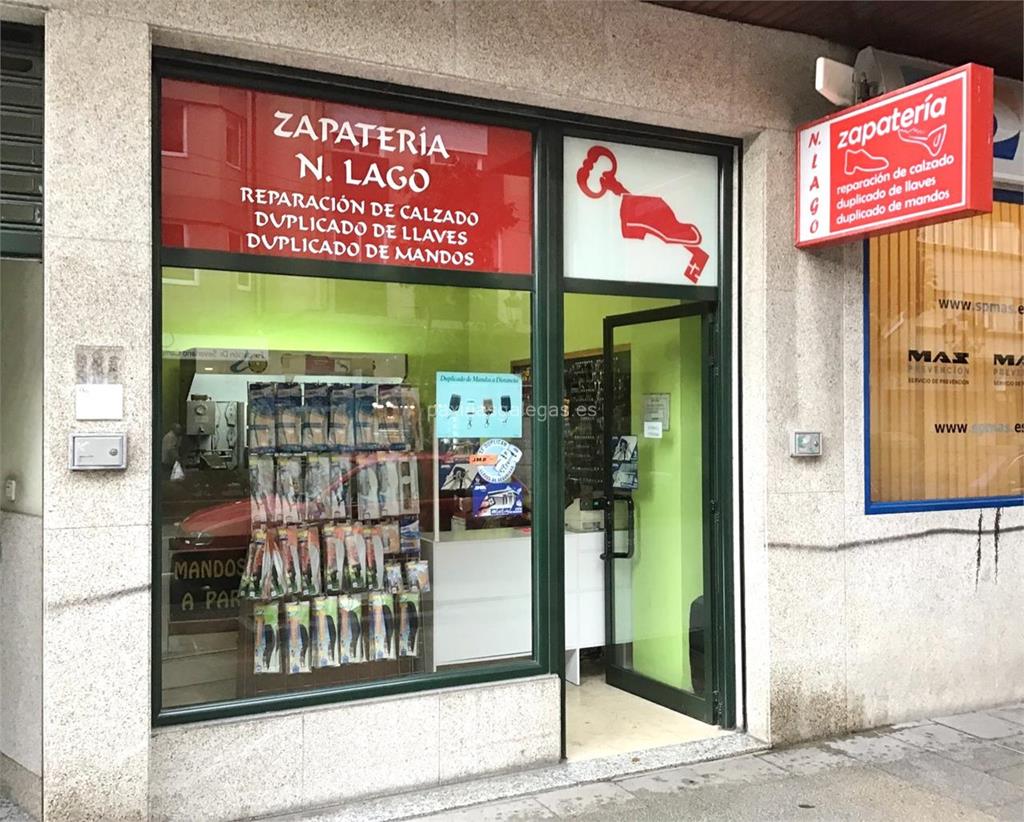 ZAPATERÍA
N. LAGO
REPARACIÓN DE CALZADO
DUPLICADO DE LLAVES
DUPLICADO DE MANDOS
N. LAGO
zapatería
reparación de calzado
duplicado de llaves
duplicado de mandos
www.spmas.e
MAS
PREVENCIÓN
SERVICIO DE PREVENCIÓN
www.spmas.es
Duplicado de Mandos a Distancia
paxinasgalegas.es
JMA
MANDOS
A PAR